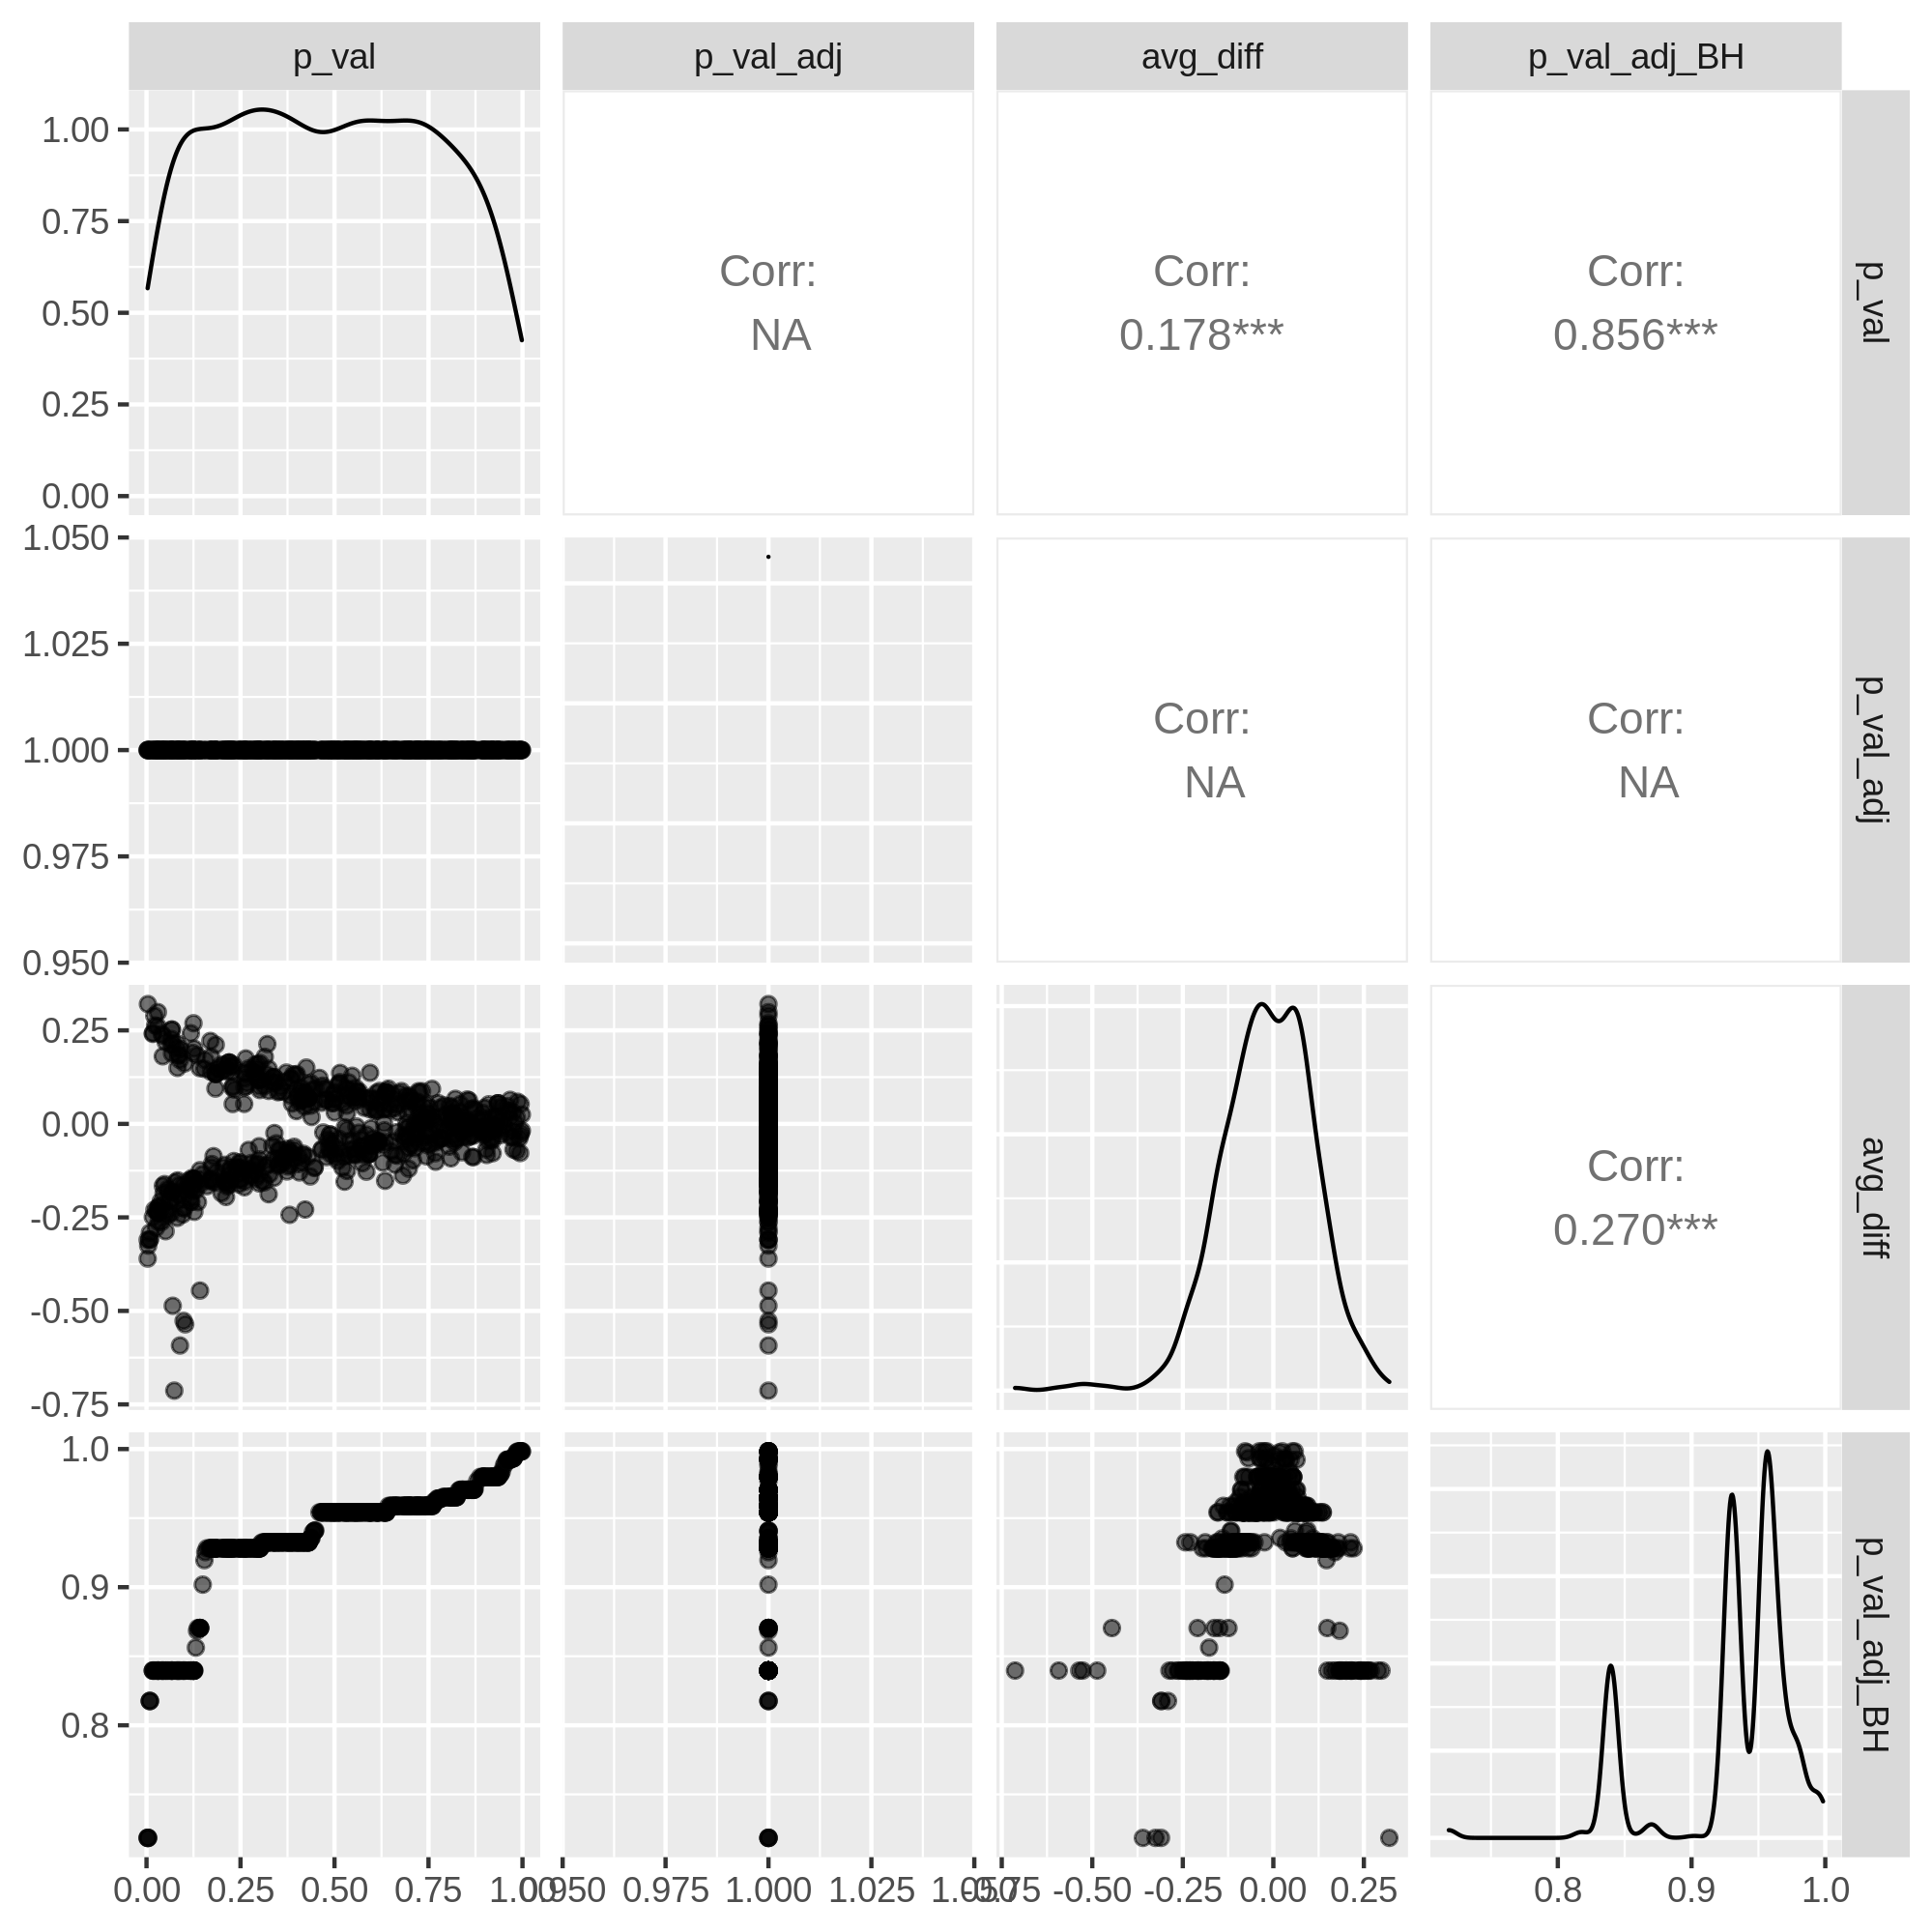 p_val
p_val_adj
avg_diff
p_val_adj_BH
1.00
0.75
0.50
0.25
0.00
Corr:
NA
Corr:
0.178***
Corr:
0.856***
p_val
1.050
1.025
1.000
0.975
0.950
Corr:
NA
Corr:
NA
p_val_adj
0.25
0.00
-0.25
-0.50
-0.75
Corr:
0.270***
avg_diff
1.0
0.9
0.8
p_val_adj_BH
0.00 0.25 0.50 0.75 1.00
0.950 0.975 1.000 1.025 1.050
-0.75 -0.50 -0.25 0.00 0.25
0.8 0.9 1.0